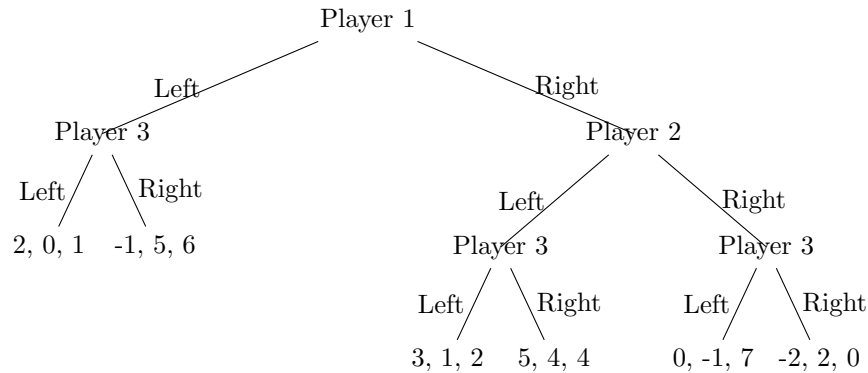 Player 1
Left
Right
Player 3
Player 2
Left
Right
Left
Right
2, 0, 1
-1, 5, 6
Player 3
Player 3
Left
Right
Left
Right
3, 1, 2
5, 4, 4
0, -1, 7
-2, 2, 0